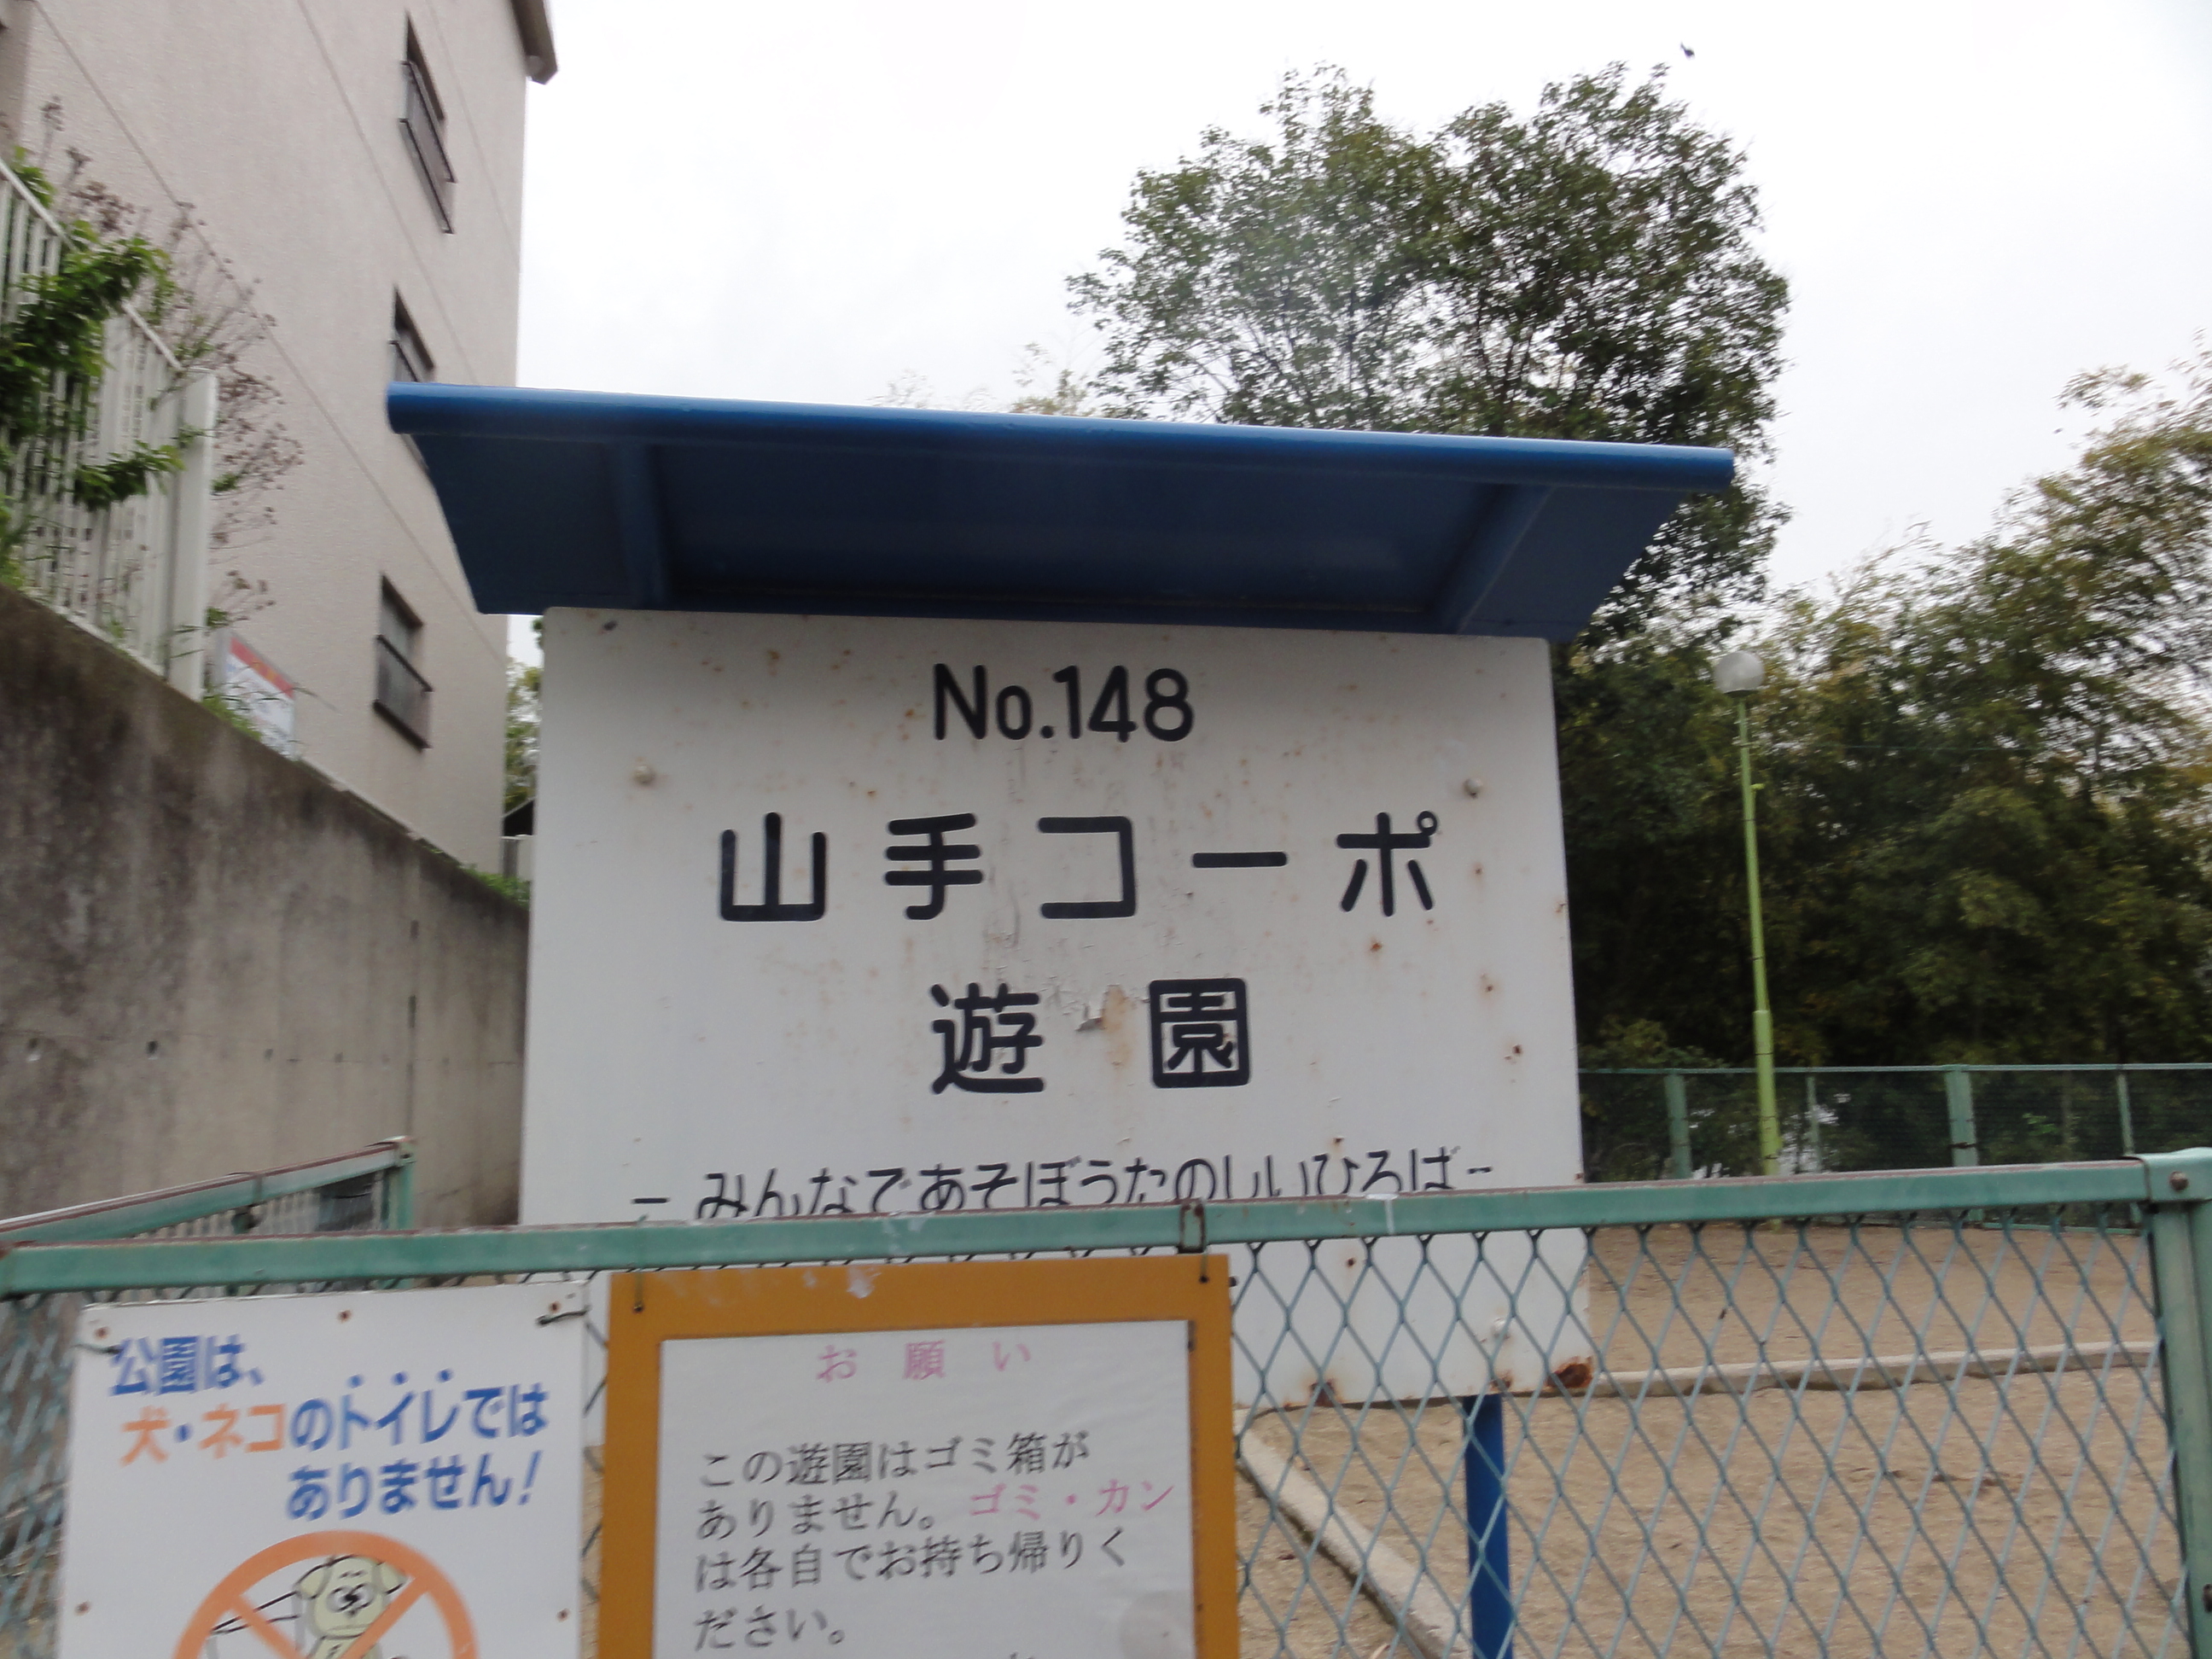 No.148
山手コーポ
遊園
- みんなであそぼうたのしいひろば -
公園は、
犬・ネコのトイレでは
ありません!
お願い
この遊園はゴミ箱が
ありません。ゴミ・カン
は各自でお持ち帰りく
ださい。